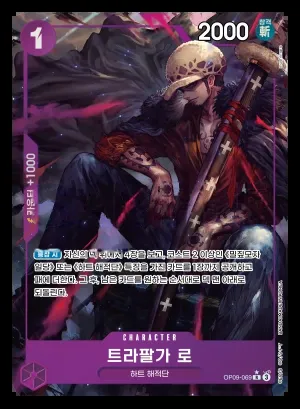 1
2000
참격
斬
카운터 +1000
등장 시 자신의 덱 위에서 4장을 보고, 코스트 2 이상인 《밀짚모자
일당》 또는 《하트 해적단》 특징을 가진 카드를 1장까지 공개하고
패에 더한다. 그 후, 남은 카드를 원하는 순서대로 덱 맨 아래로
되돌린다.
CHARACTER
트라팔가 로
하트 해적단
OP09-069 R 3